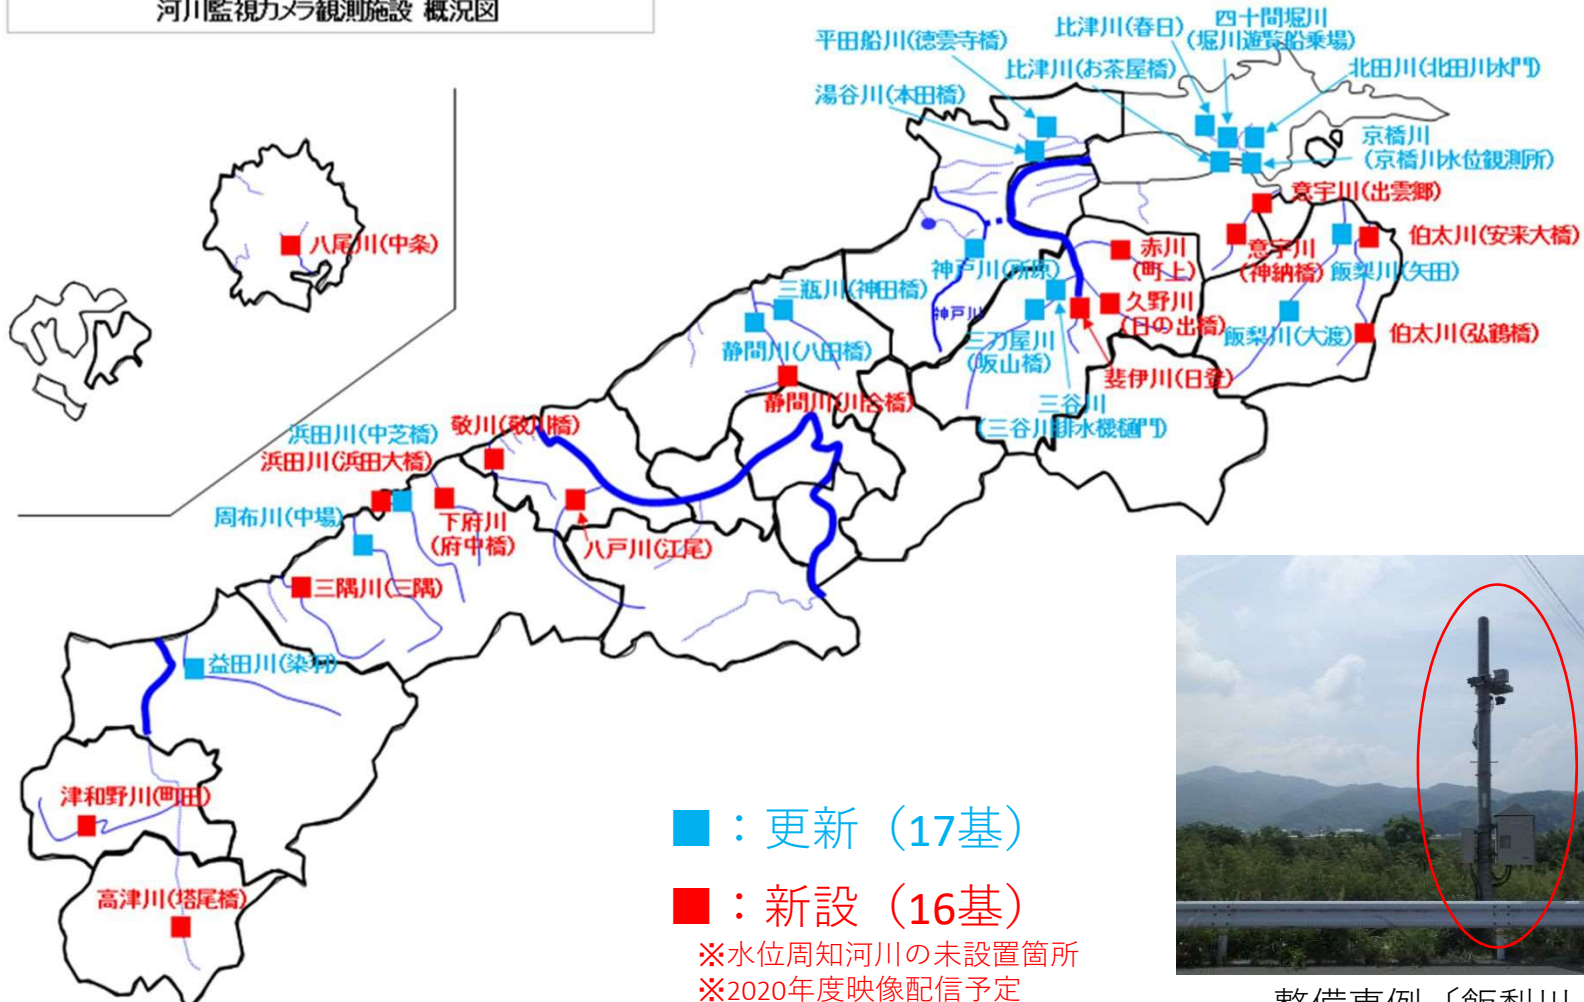 河川監視カメラ観測施設 概況図
平田船川(徳雲寺橋)
比津川(春日)
四十間堀川
(堀川遊覧船乗場)
比津川(お茶屋橋)
北田川(北田川水門)
湯谷川(本田橋)
京橋川
(京橋川水位観測所)
意宇川(出雲郷)
八尾川(中条)
赤川
(町上)
意宇川
(神納橋)
伯太川(安来大橋)
飯梨川(矢田)
神戸川(所原)
三瓶川(神田橋)
久野川
(日の出橋)
神戸川
静間川(八田橋)
三刀屋川
(坂山橋)
飯梨川(大渡)
伯太川(弘鶴橋)
斐伊川(日登)
静間川(川合橋)
三谷川
(三谷川排水機樋門)
浜田川(中芝橋)
敬川(敬川橋)
浜田川(浜田大橋)
周布川(中場)
下府川
(府中橋)
八戸川(江尾)
三隅川(三隅)
益田川(染羽)
津和野川(町田)
高津川(塔尾橋)
：更新（17基）
：新設（16基）
※水位周知河川の未設置箇所
※2020年度映像配信予定